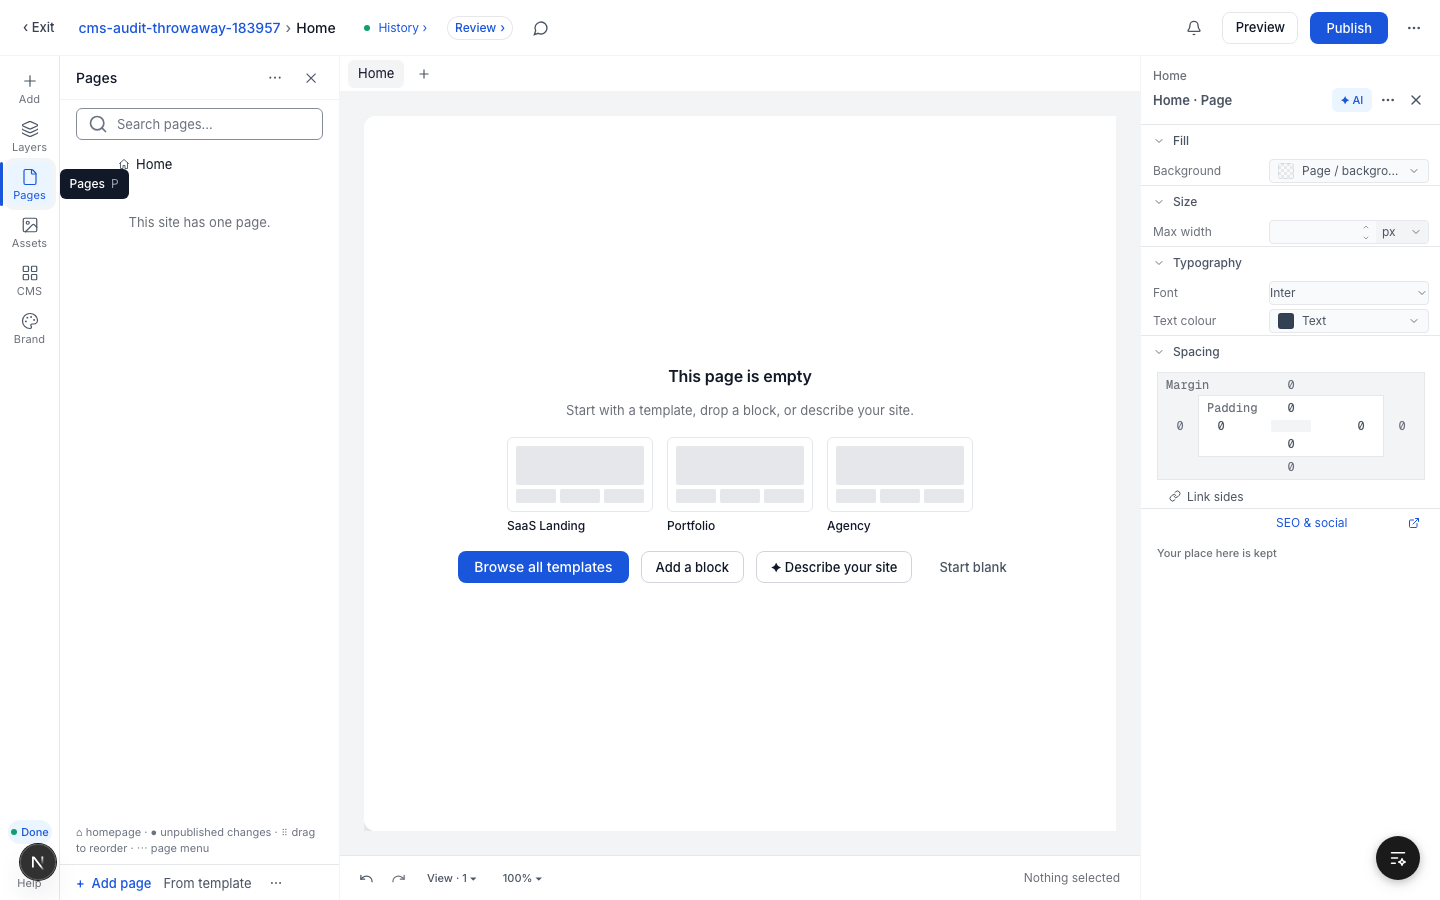 ‹ Exit
cms-audit-throwaway-183957 › Home
History ›
Review ›
Preview
Publish
Add
Layers
Pages
Assets
CMS
Brand
Done
N
Help
Pages
Search pages...
Home
Pages P
This site has one page.
⌂ homepage · ● unpublished changes · ⠿ drag
to reorder · ··· page menu
+ Add page
From template
Home
This page is empty
Start with a template, drop a block, or describe your site.
SaaS Landing
Portfolio
Agency
Browse all templates
Add a block
✦ Describe your site
Start blank
View · 1
100%
Nothing selected
Home
Home · Page
✦ AI
Fill
Background
Page / backgro...
Size
Max width
px
Typography
Font
Inter
Text colour
Text
Spacing
Margin 0
Padding 0
0 0 0 0
0
0
Link sides
SEO & social
Your place here is kept